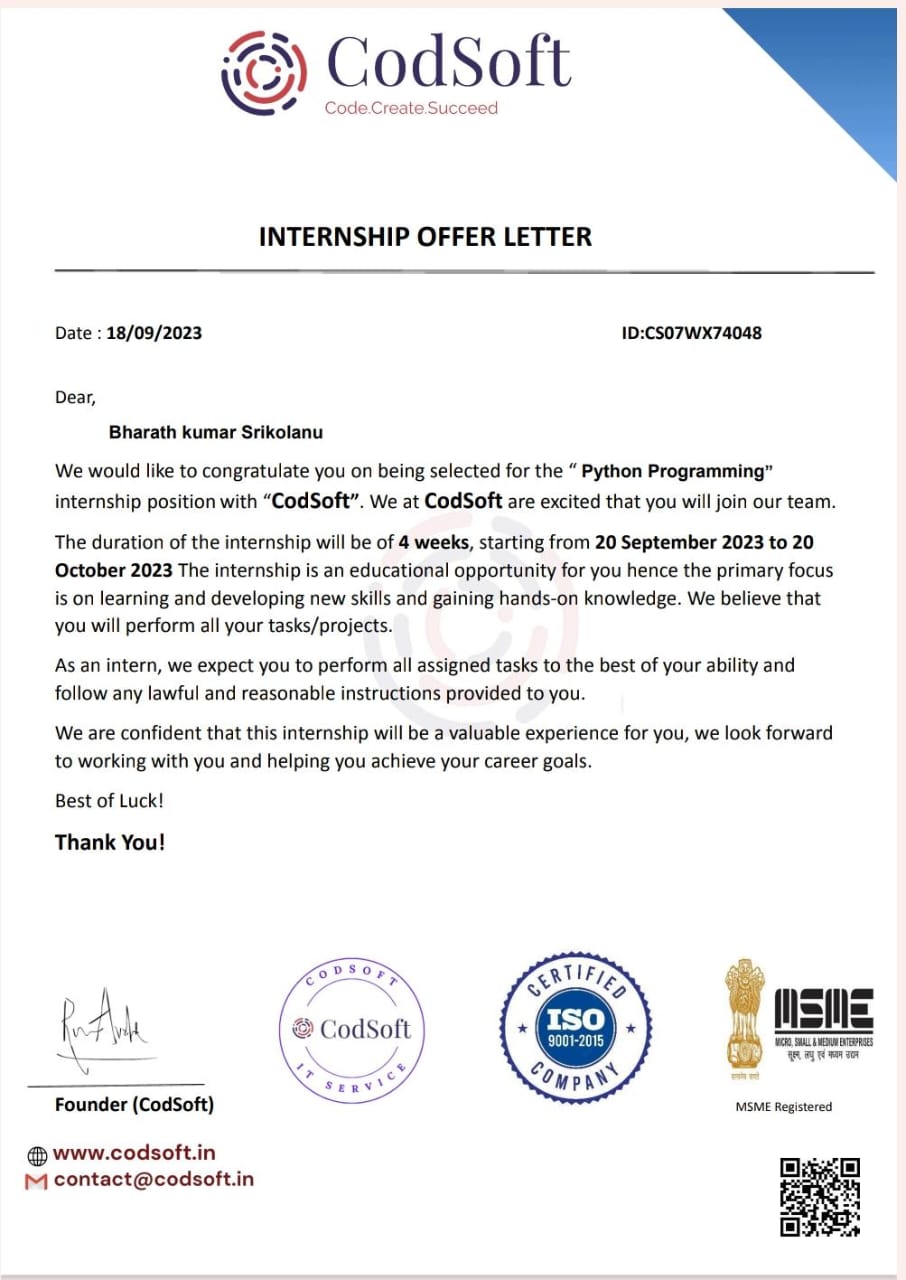 CodSoft
Code.Create.Succeed
INTERNSHIP OFFER LETTER
Date : 18/09/2023 ID:CS07WX74048
Dear,
Bharath kumar Srikolanu
We would like to congratulate you on being selected for the “ Python Programming”
internship position with “CodSoft”. We at CodSoft are excited that you will join our team.
The duration of the internship will be of 4 weeks, starting from 20 September 2023 to 20
October 2023 The internship is an educational opportunity for you hence the primary focus
is on learning and developing new skills and gaining hands-on knowledge. We believe that
you will perform all your tasks/projects.
As an intern, we expect you to perform all assigned tasks to the best of your ability and
follow any lawful and reasonable instructions provided to you.
We are confident that this internship will be a valuable experience for you, we look forward
to working with you and helping you achieve your career goals.
Best of Luck!
Thank You!
CODSOFT
CodSoft
IT SERVICE
CERTIFIED
ISO
9001-2015
COMPANY
MSME
MICRO, SMALL & MEDIUM ENTERPRISES
सूक्ष्म, लघु एवं मध्यम उद्यम
सत्यमेव जयते
Founder (CodSoft)
MSME Registered
www.codsoft.in
contact@codsoft.in